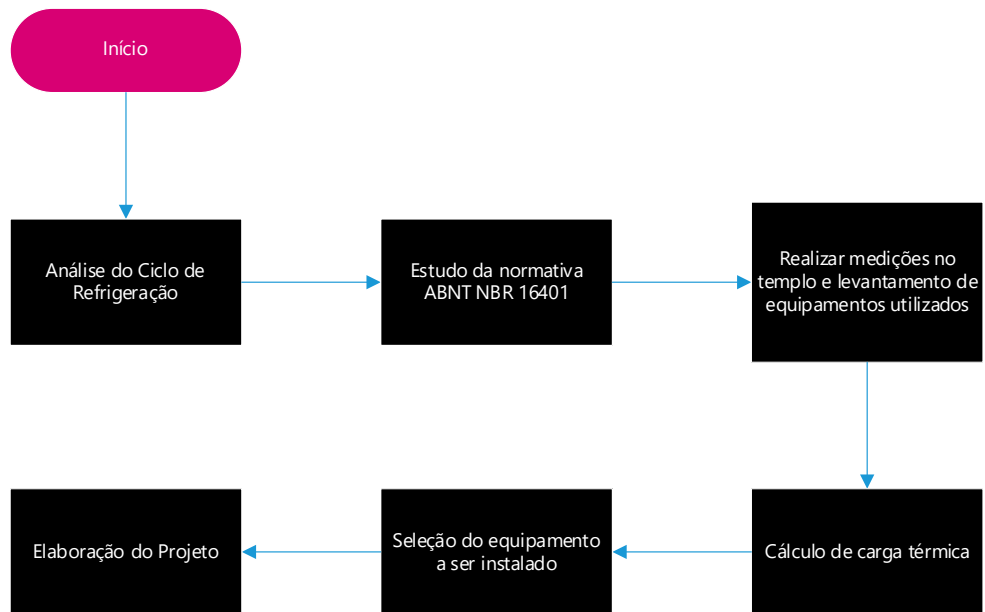 Início
Análise do Ciclo de
Refrigeração
Estudo da normativa
ABNT NBR 16401
Realizar medições no
templo e levantamento de
equipamentos utilizados
Cálculo de carga térmica
Seleção do equipamento
a ser instalado
Elaboração do Projeto